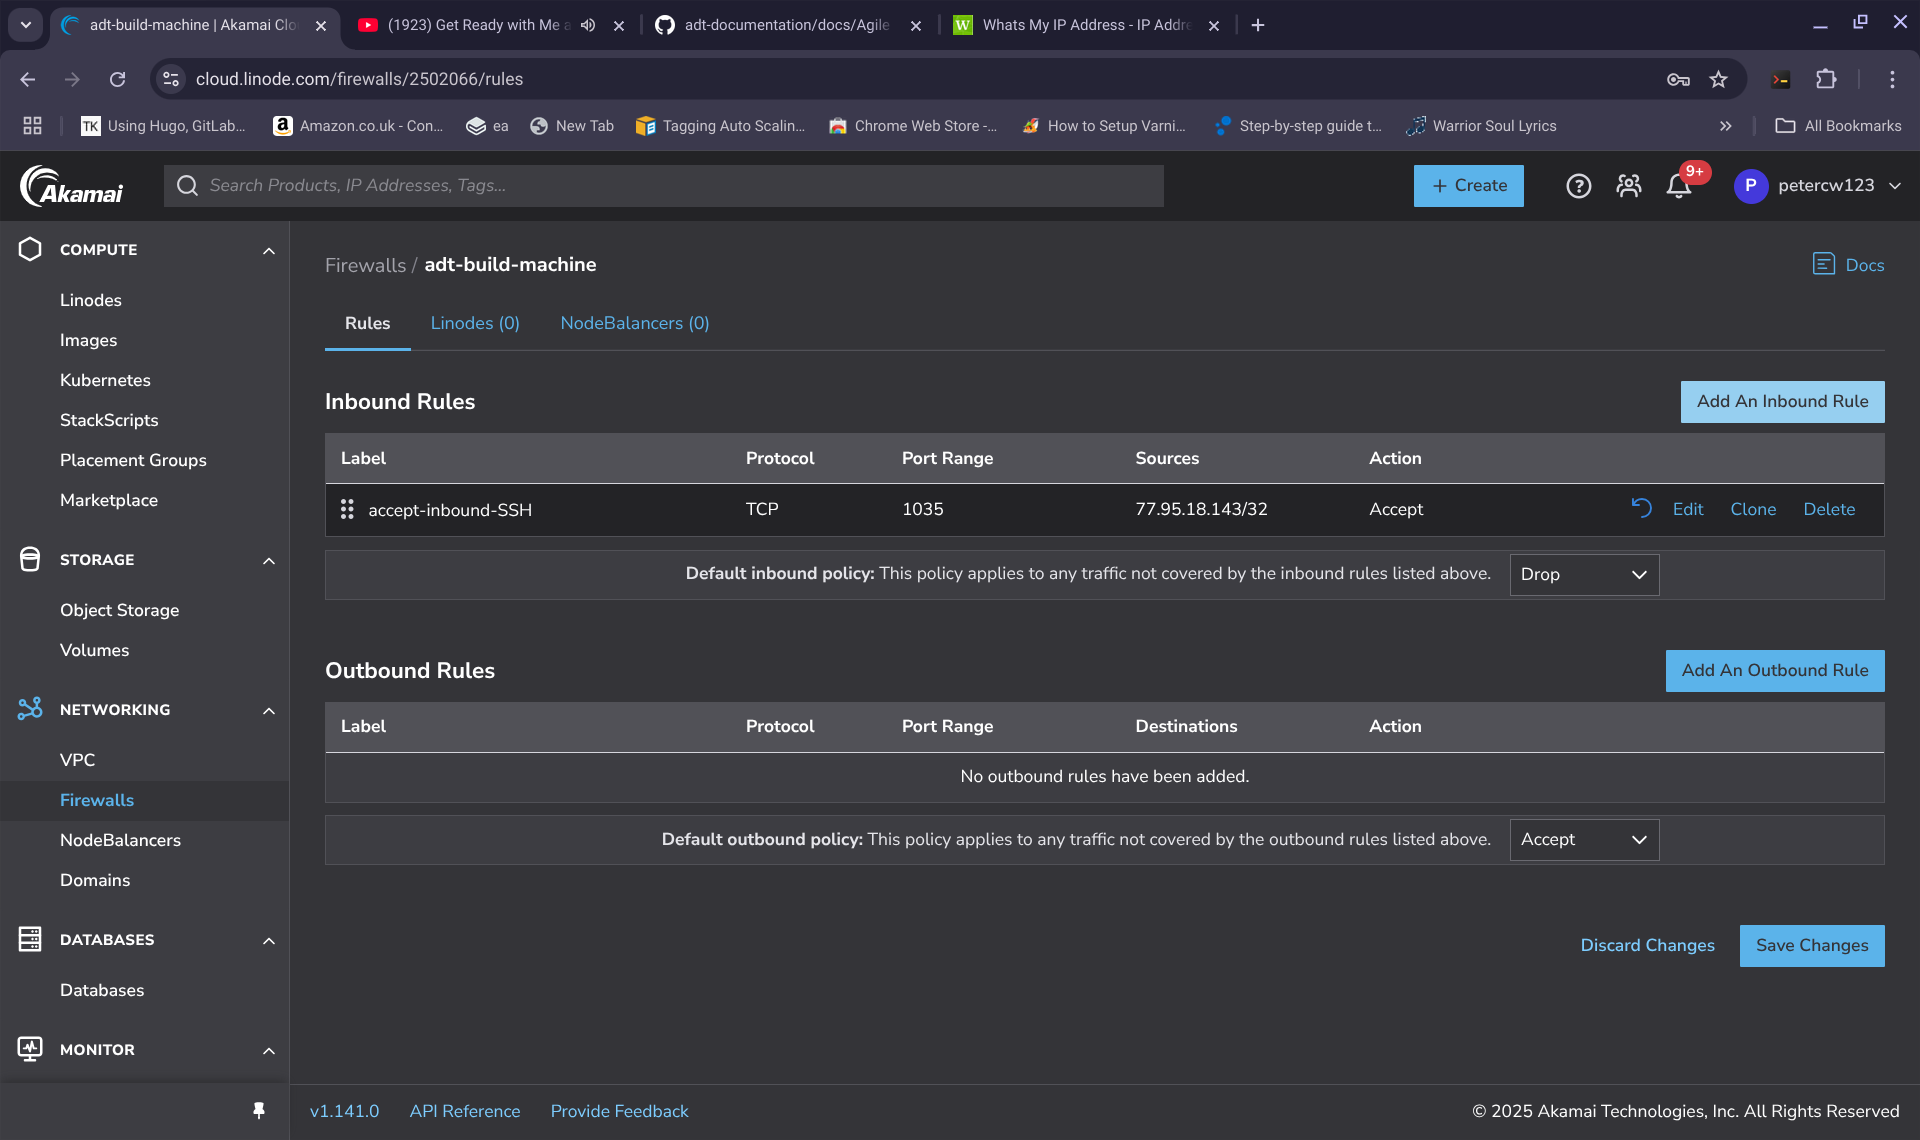 adt-build-machine | Akamai Clo
(1923) Get Ready with Me a
adt-documentation/docs/Agile
W Whats My IP Address - IP Addre
cloud.linode.com/firewalls/2502066/rules
TK Using Hugo, GitLab...
a Amazon.co.uk - Con...
ea
New Tab
Tagging Auto Scalin...
Chrome Web Store -...
How to Setup Varni...
Step-by-step guide t...
Warrior Soul Lyrics
All Bookmarks
Akamai
Search Products, IP Addresses, Tags...
+ Create
9+
P petercw123
COMPUTE
Linodes
Images
Kubernetes
StackScripts
Placement Groups
Marketplace
STORAGE
Object Storage
Volumes
NETWORKING
VPC
Firewalls
NodeBalancers
Domains
DATABASES
Databases
MONITOR
Firewalls / adt-build-machine
Docs
Rules Linodes (0) NodeBalancers (0)
Inbound Rules
Add An Inbound Rule
Label Protocol Port Range Sources Action
accept-inbound-SSH TCP 1035 77.95.18.143/32 Accept Edit Clone Delete
Default inbound policy: This policy applies to any traffic not covered by the inbound rules listed above. Drop
Outbound Rules
Add An Outbound Rule
Label Protocol Port Range Destinations Action
No outbound rules have been added.
Default outbound policy: This policy applies to any traffic not covered by the outbound rules listed above. Accept
Discard Changes Save Changes
v1.141.0 API Reference Provide Feedback
© 2025 Akamai Technologies, Inc. All Rights Reserved